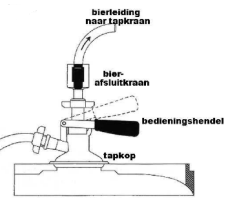 bierleiding
naar tapkraan
bier-
afsluitkraan
bedieningshendel
tapkop